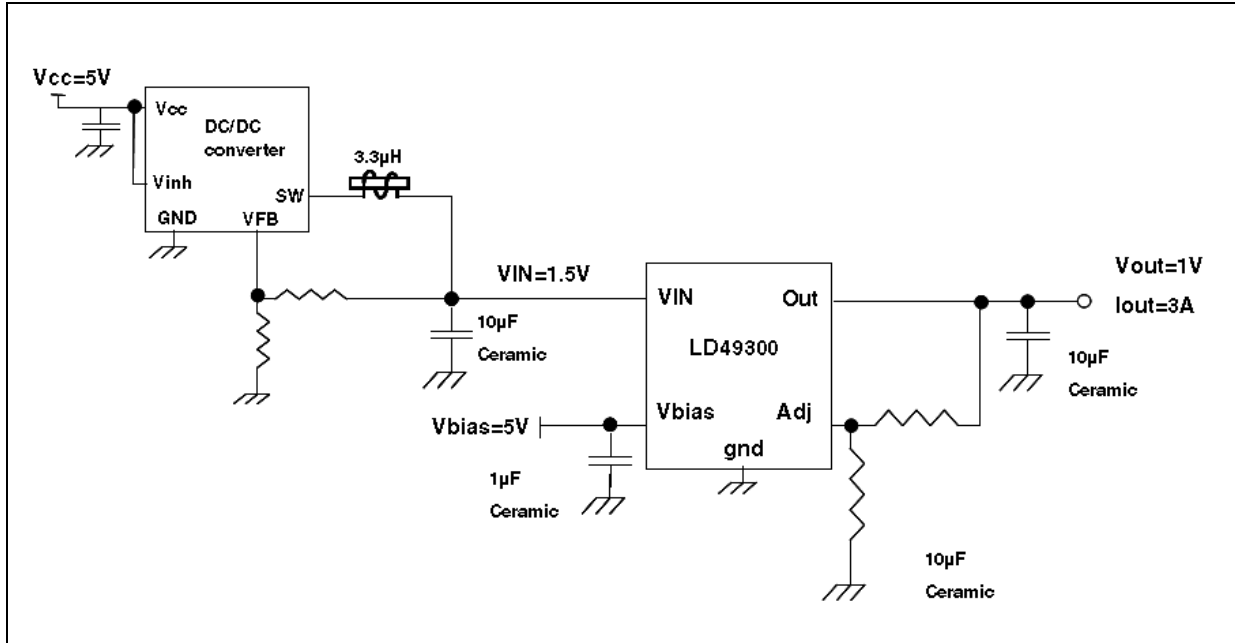 Vcc=5V
Vcc
DC/DC
converter
Vinh
SW
GND
VFB
3.3µH
VIN=1.5V
10µF
Ceramic
VIN
Out
LD49300
Vbias
Adj
gnd
Vbias=5V
1µF
Ceramic
Vout=1V
Iout=3A
10µF
Ceramic
10µF
Ceramic